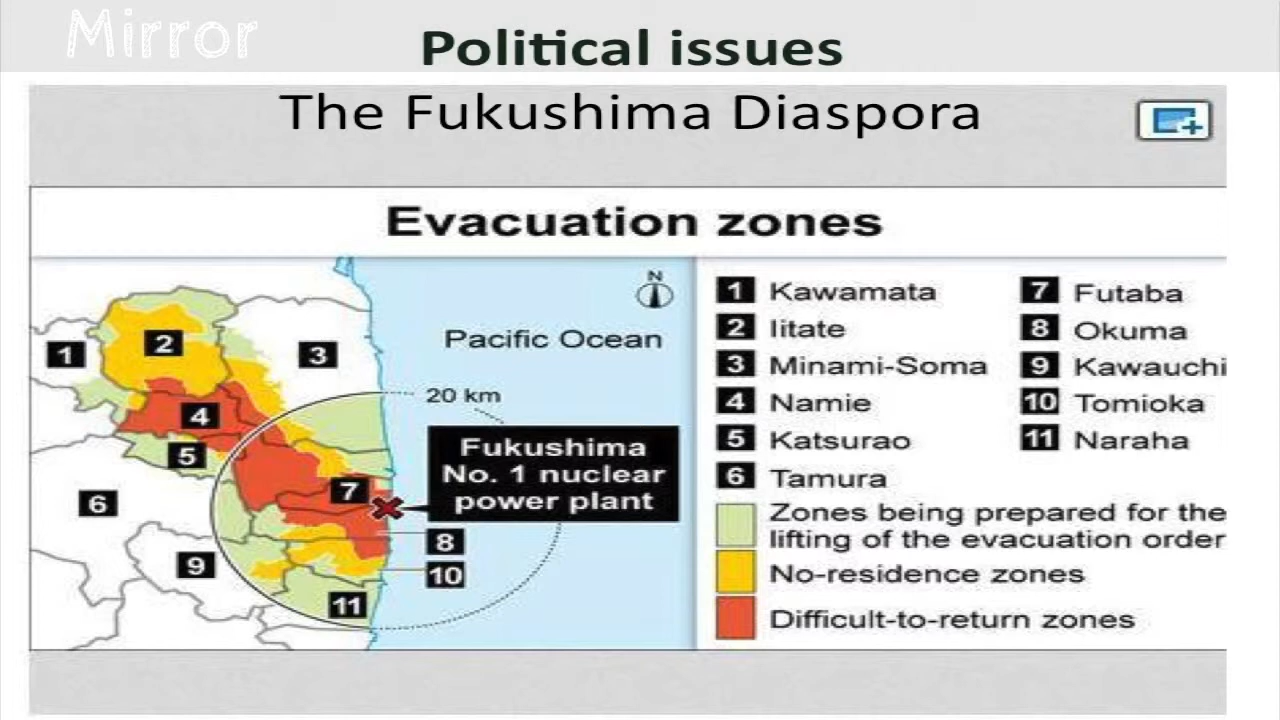 Mirror
Political issues
The Fukushima Diaspora
Evacuation zones
N
Pacific Ocean
20 km
Fukushima
No. 1 nuclear
power plant
1
2
3
4
5
6
7
8
9
10
11
1 Kawamata
2 Iitate
3 Minami-Soma
4 Namie
5 Katsurao
6 Tamura
7 Futaba
8 Okuma
9 Kawauchi
10 Tomioka
11 Naraha
Zones being prepared for the
lifting of the evacuation order
No-residence zones
Difficult-to-return zones